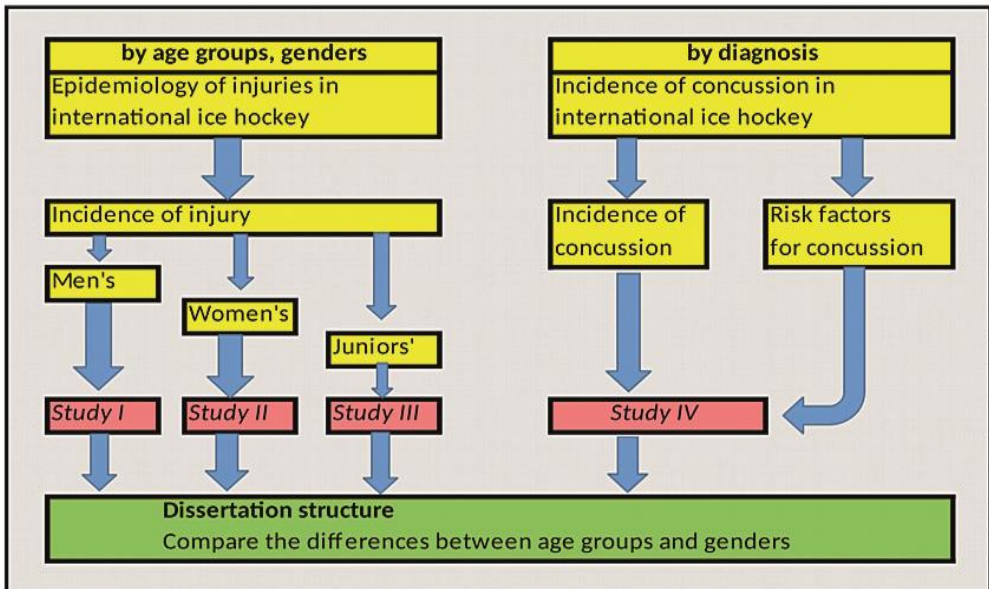 by age groups, genders
Epidemiology of injuries in
international ice hockey
by diagnosis
Incidence of concussion in
international ice hockey
Incidence of injury
Men's
Women's
Juniors'
Incidence of
concussion
Risk factors
for concussion
Study I
Study II
Study III
Study IV
Dissertation structure
Compare the differences between age groups and genders